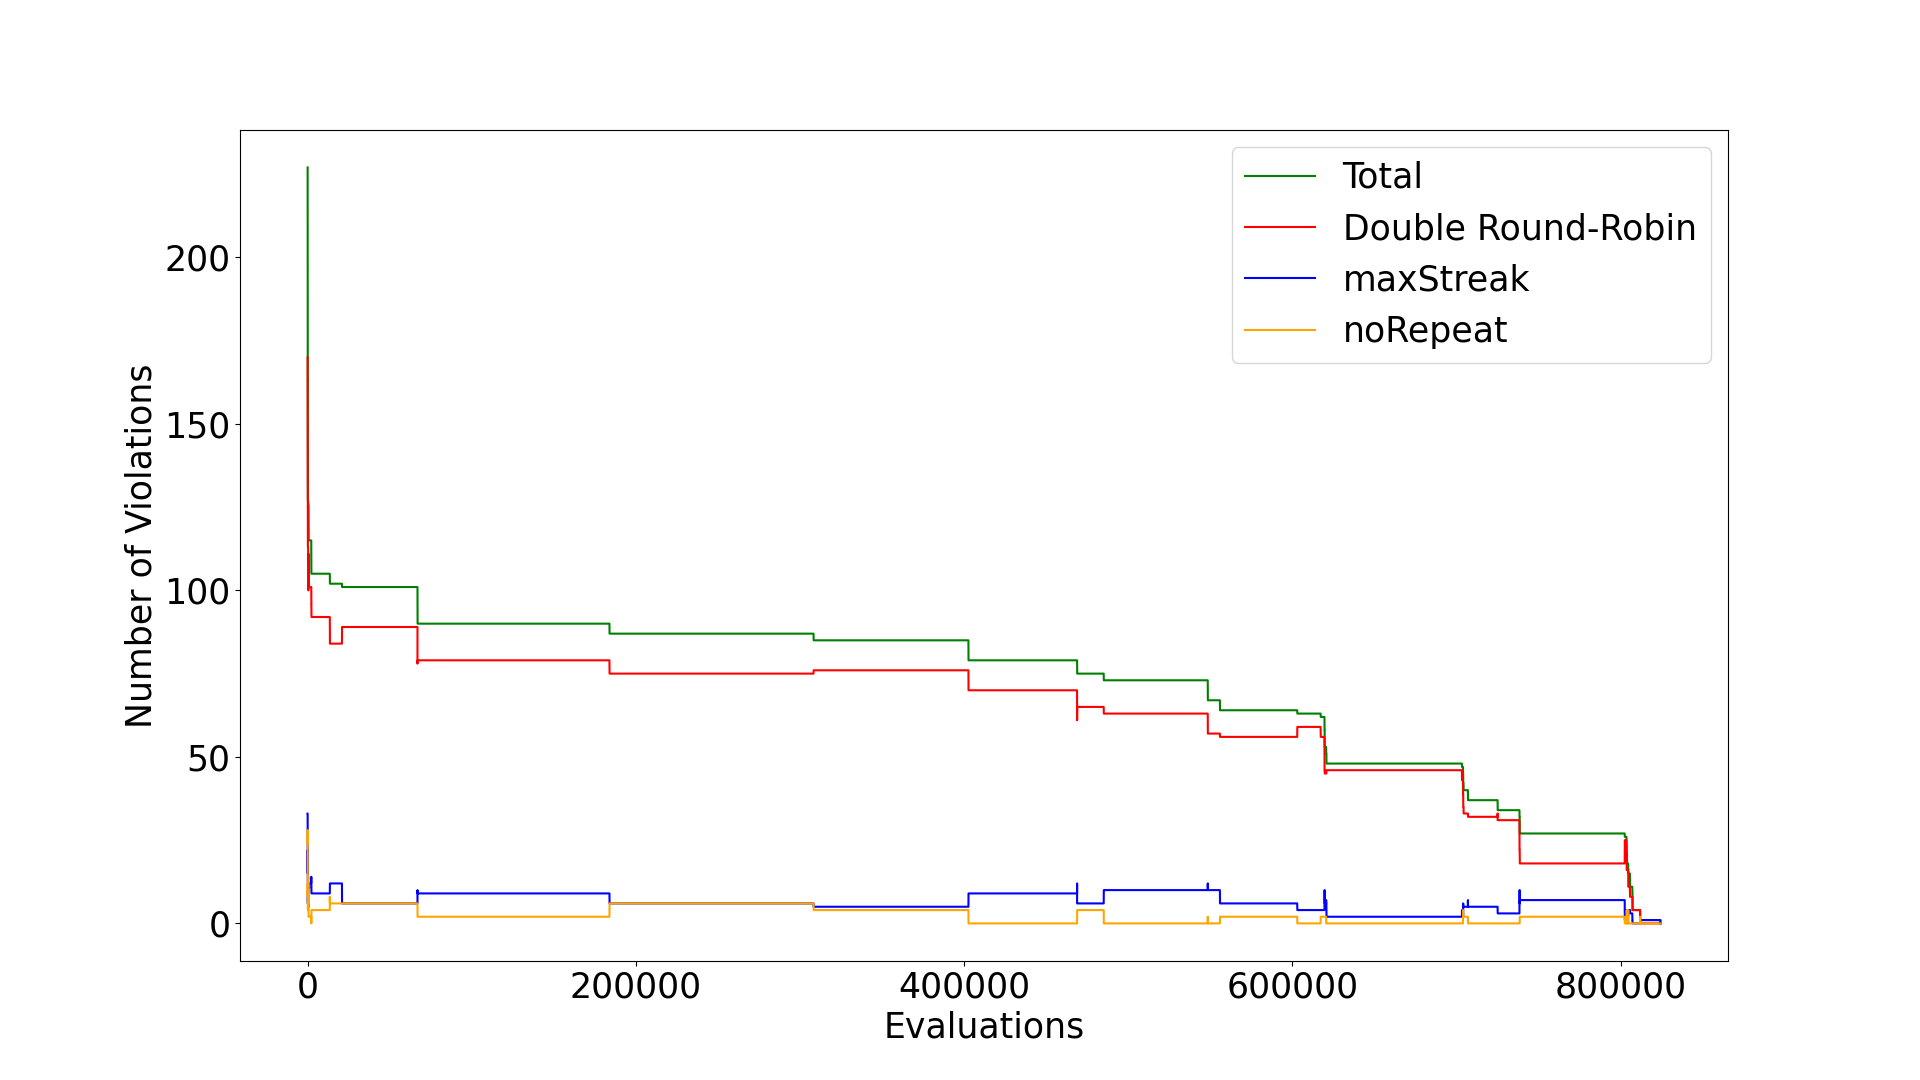 Total
Double Round-Robin
maxStreak
noRepeat
200
150
100
50
0
Number of Violations
0 200000 400000 600000 800000
Evaluations